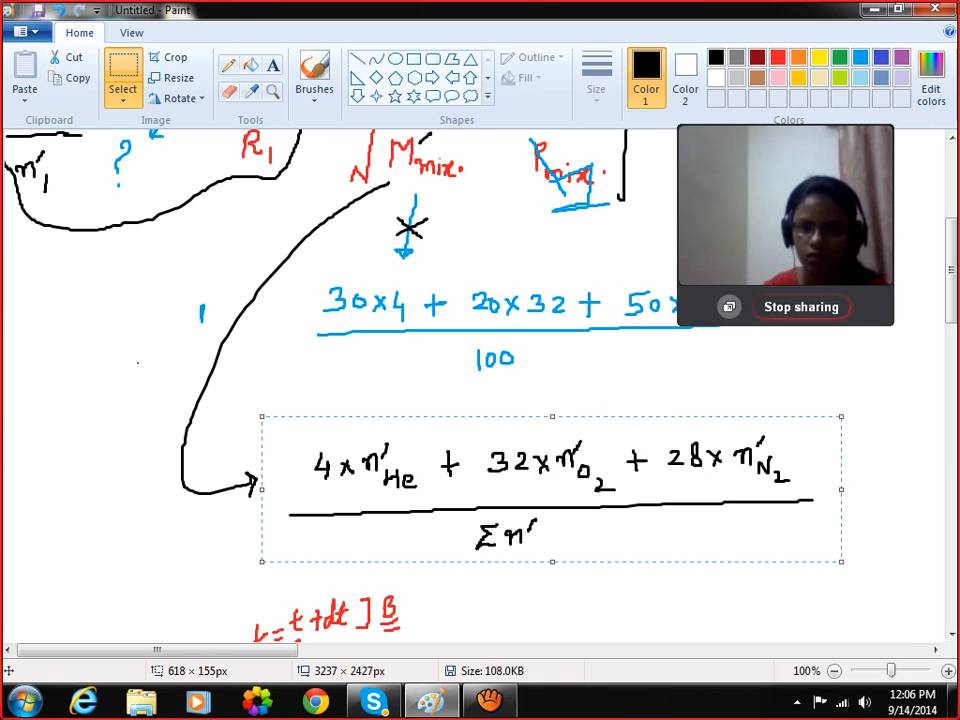 Untitled - Paint
Home View
Paste
Cut
Copy
Clipboard
Select
Crop
Resize
Rotate
Image
Tools
Brushes
Shapes
Outline
Fill
Size
Color 1
Color 2
Edit colors
Colors
n′₁
?
R₁
√ M′mix.
Pmix.
30×4 + 20×32 + 50×
100
4×n′He + 32×n′O₂ + 28×n′N₂
Σn′
t+dt ] B
t=
Stop sharing
618 × 155px
3237 × 2427px
Size: 108.0KB
100%
12:06 PM
9/14/2014